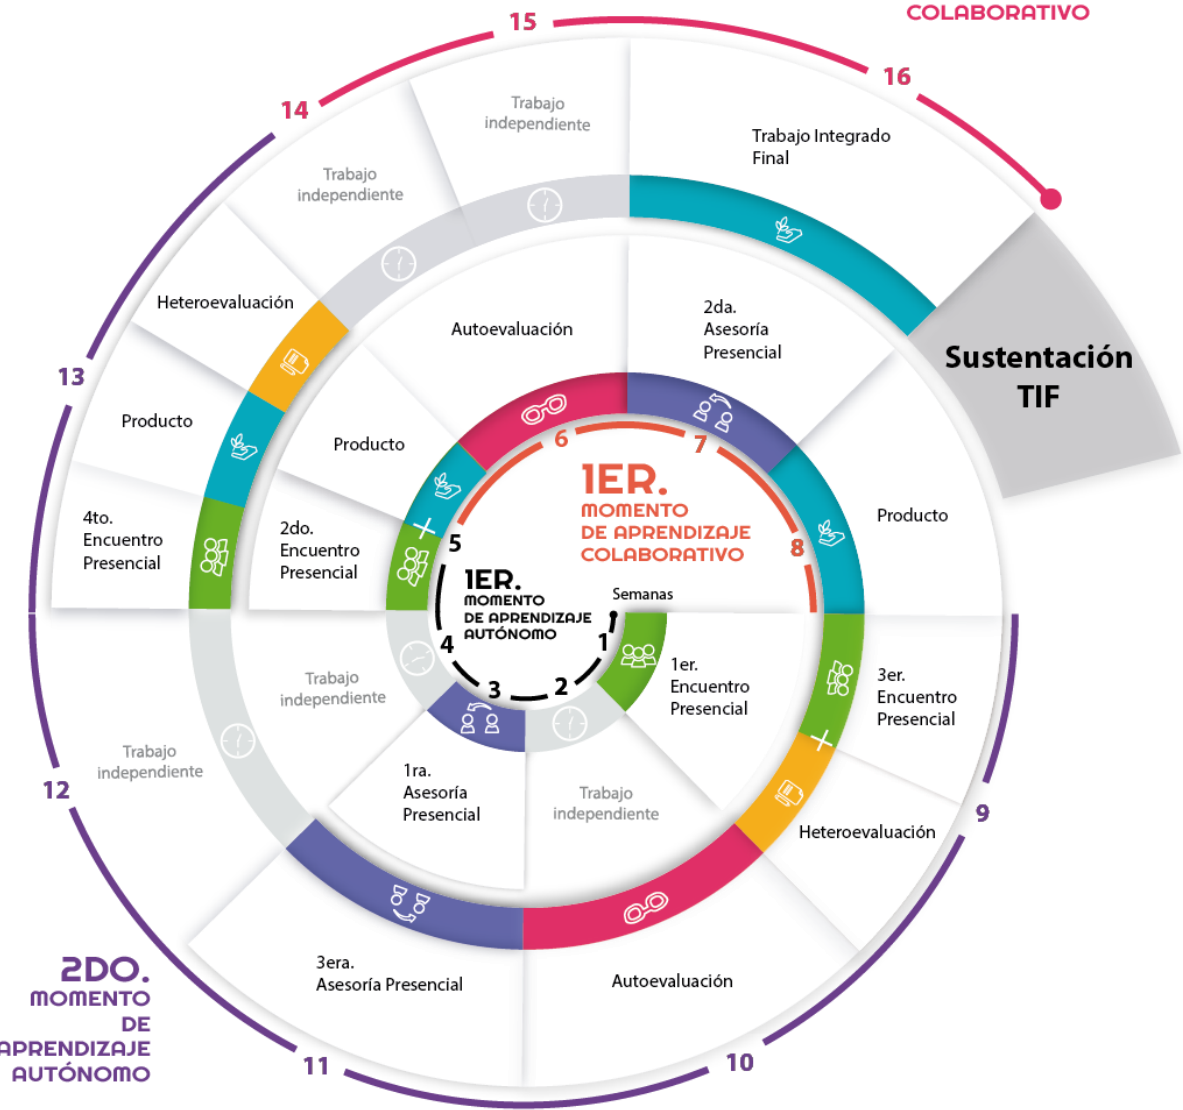 COLABORATIVO
15
16
14
Trabajo
independiente
Trabajo Integrado
Final
Trabajo
independiente
Heteroevaluación
13
Autoevaluación
2da.
Asesoría
Presencial
Sustentación
TIF
Producto
Producto
6
7
1ER.
MOMENTO
DE APRENDIZAJE
COLABORATIVO
4to.
Encuentro
Presencial
2do.
Encuentro
Presencial
5
8
Producto
1ER.
MOMENTO
DE APRENDIZAJE
AUTÓNOMO
Semanas
1
4
3
2
1er.
Encuentro
Presencial
3er.
Encuentro
Presencial
Trabajo
independiente
Trabajo
independiente
12
1ra.
Asesoría
Presencial
Trabajo
independiente
9
Heteroevaluación
3era.
Asesoría Presencial
Autoevaluación
2DO.
MOMENTO
DE
APRENDIZAJE
AUTÓNOMO
11
10